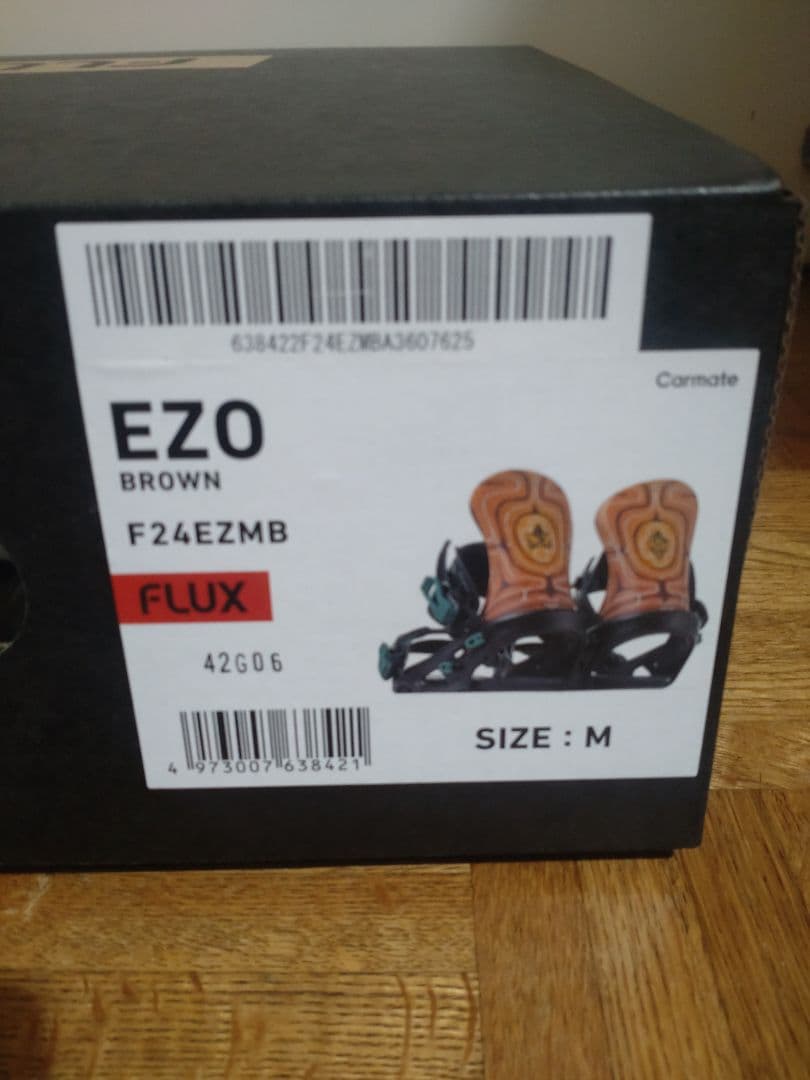 638422F24EZMBA3607625
Carmate
EZO
BROWN
F24EZMB
FLUX
42G06
4 973007 638421
SIZE : M